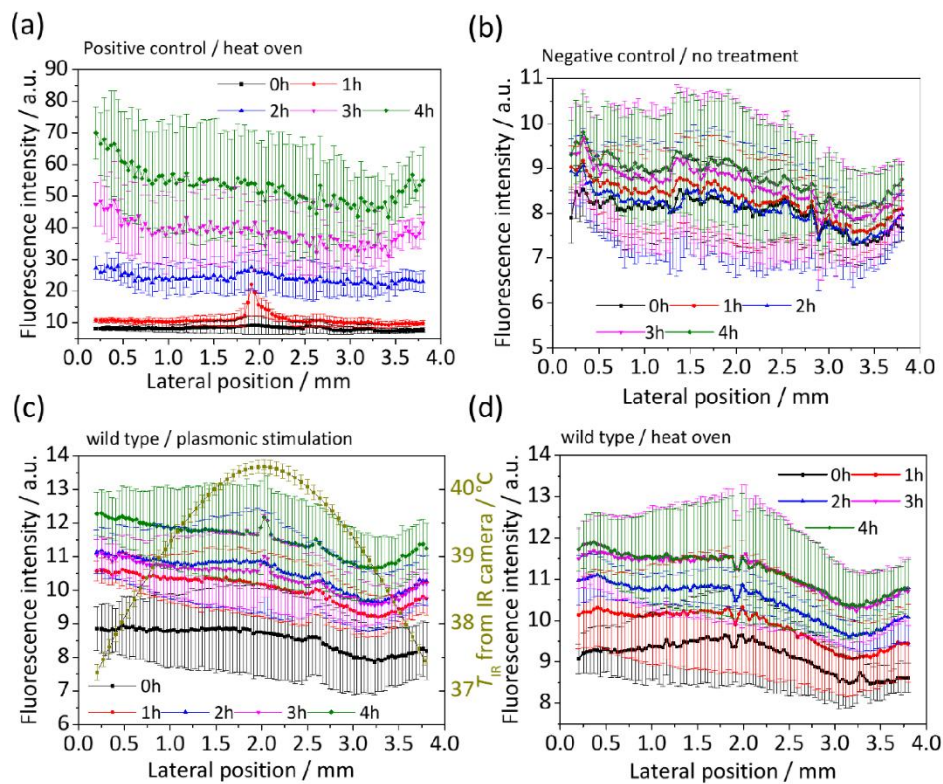 (a)
Positive control / heat oven
0h 1h
2h 3h 4h
Fluorescence intensity / a.u.
90
80
70
60
50
40
30
20
10
0.0 0.5 1.0 1.5 2.0 2.5 3.0 3.5 4.0
Lateral position / mm
(b)
Negative control / no treatment
Fluorescence intensity / a.u.
11
10
9
8
7
6
5
0h 1h 2h
3h 4h
0.0 0.5 1.0 1.5 2.0 2.5 3.0 3.5 4.0
Lateral position / mm
(c)
wild type / plasmonic stimulation
Fluorescence intensity / a.u.
14
13
12
11
10
9
8
7
6
0h
1h 2h 3h 4h
0.0 0.5 1.0 1.5 2.0 2.5 3.0 3.5 4.0
Lateral position / mm
40
39
38
37
TIR from IR camera / °C
(d)
wild type / heat oven
0h 1h
2h 3h
4h
Fluorescence intensity / a.u.
14
13
12
11
10
9
8
0.0 0.5 1.0 1.5 2.0 2.5 3.0 3.5 4.0
Lateral position / mm